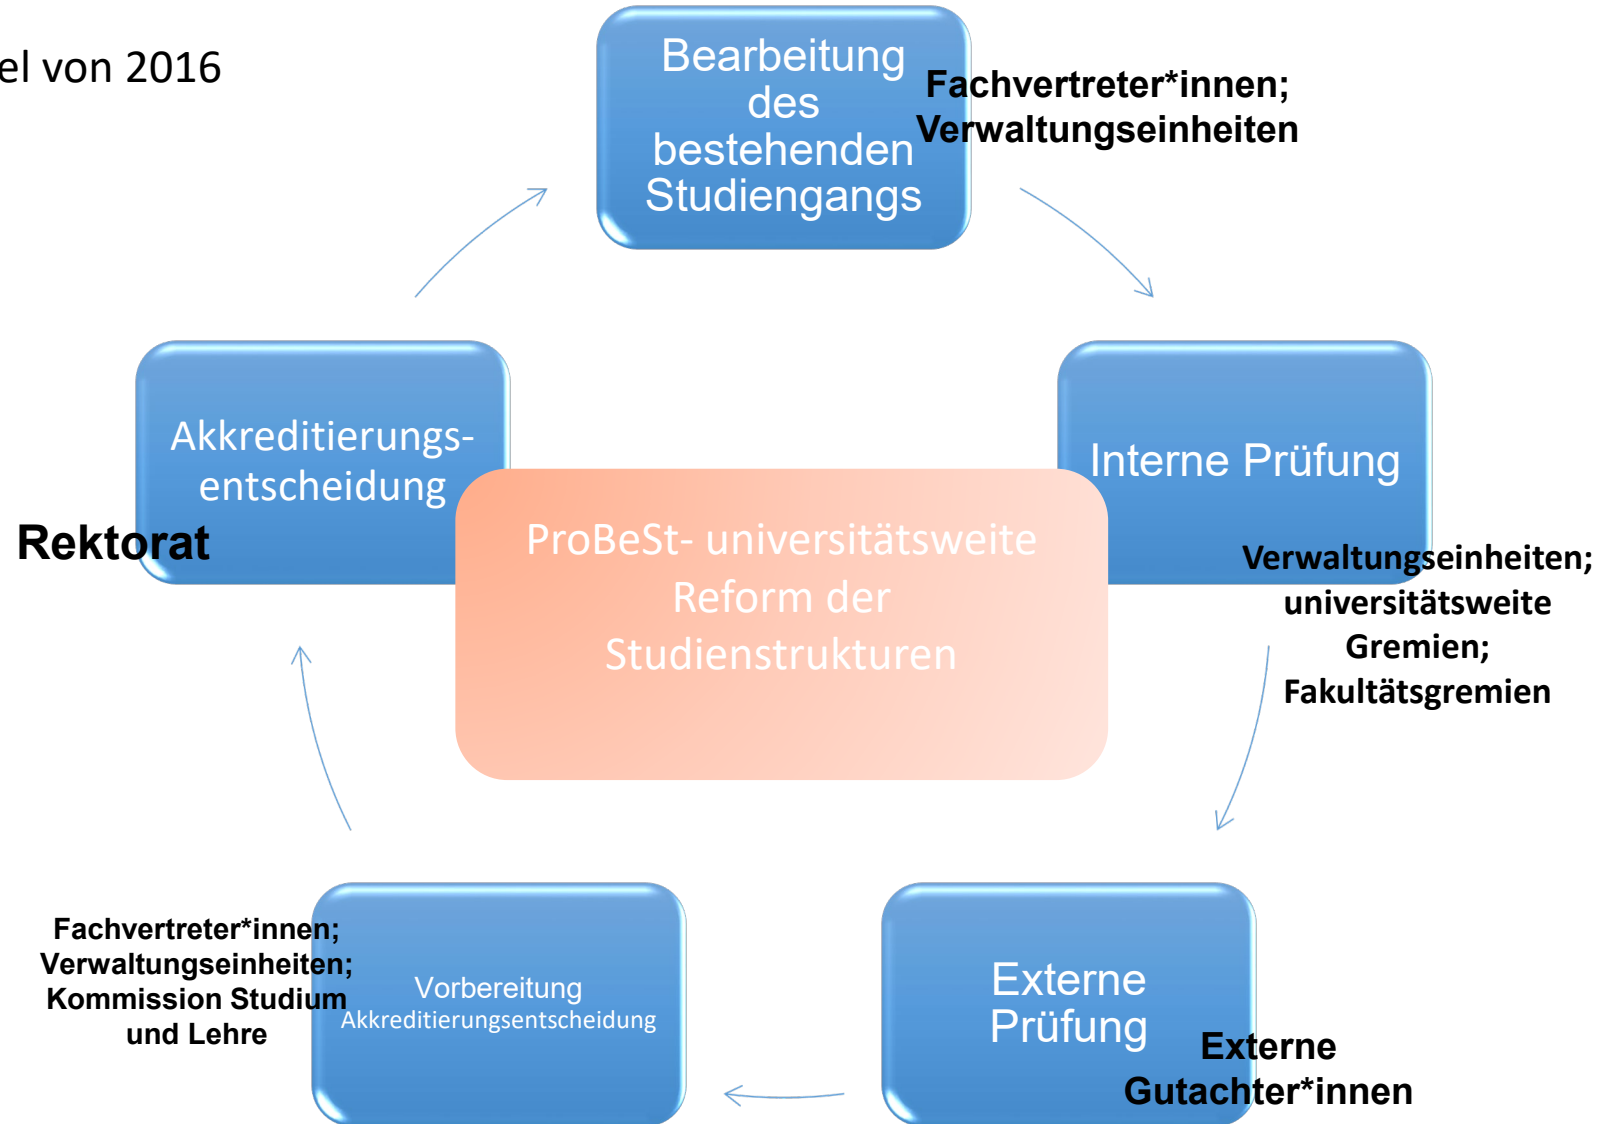 el von 2016
Bearbeitung
des
bestehenden
Studiengangs
Fachvertreter*innen;
Verwaltungseinheiten
Interne Prüfung
Verwaltungseinheiten;
universitätsweite
Gremien;
Fakultätsgremien
Externe
Prüfung
Externe
Gutachter*innen
Vorbereitung
Akkreditierungsentscheidung
Fachvertreter*innen;
Verwaltungseinheiten;
Kommission Studium
und Lehre
Akkreditierungs-
entscheidung
Rektorat
ProBeSt- universitätsweite
Reform der
Studienstrukturen